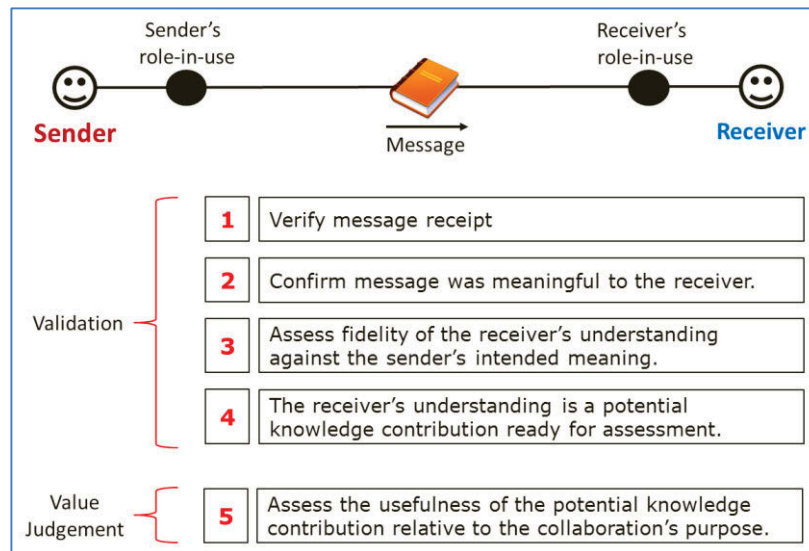 Sender's
role-in-use
Receiver's
role-in-use
Sender
Message
Receiver
Validation
1
Verify message receipt
2
Confirm message was meaningful to the receiver.
3
Assess fidelity of the receiver's understanding
against the sender's intended meaning.
4
The receiver's understanding is a potential
knowledge contribution ready for assessment.
Value
Judgement
5
Assess the usefulness of the potential knowledge
contribution relative to the collaboration's purpose.